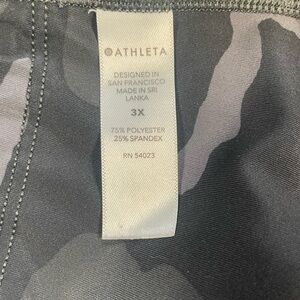 ATHLETA
DESIGNED IN
SAN FRANCISCO
MADE IN SRI
LANKA
3X
75% POLYESTER
25% SPANDEX
RN 54023